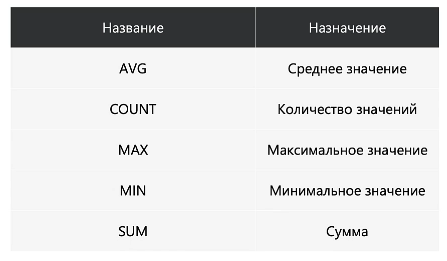 Название Назначение
AVG Среднее значение
COUNT Количество значений
MAX Максимальное значение
MIN Минимальное значение
SUM Сумма